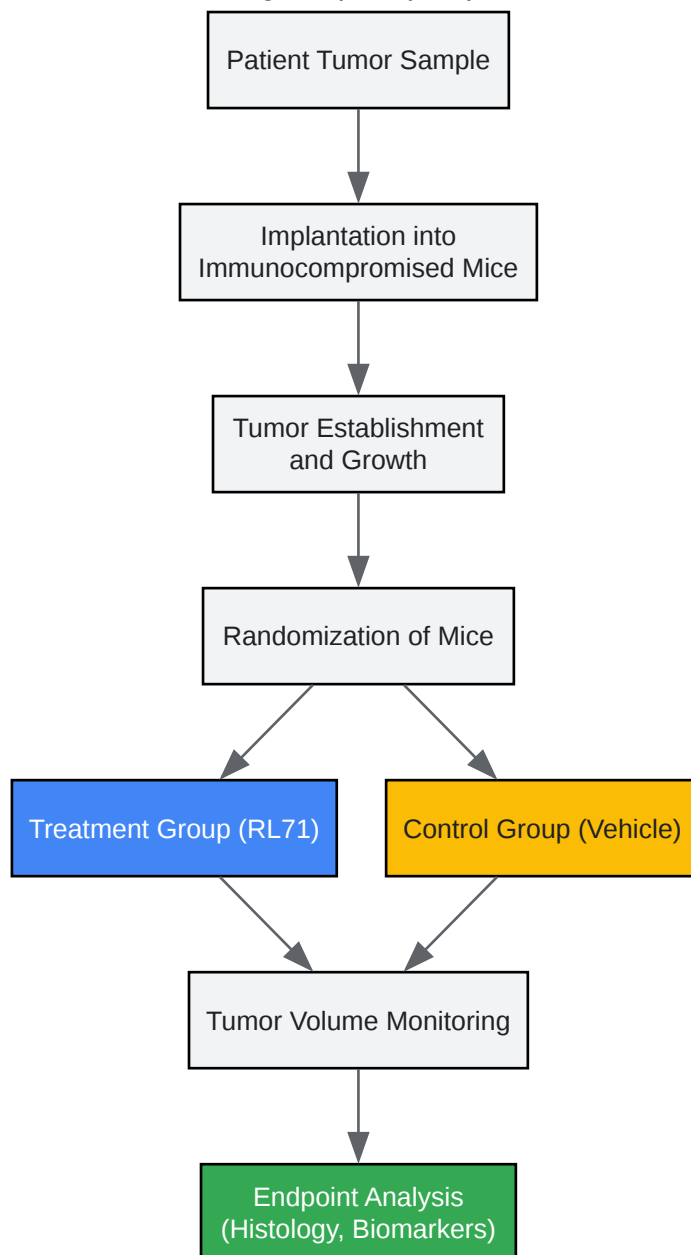 Patient Tumor Sample
Implantation into
Immunocompromised Mice
Tumor Establishment
and Growth
Randomization of Mice
Treatment Group (RL71)
Control Group (Vehicle)
Tumor Volume Monitoring
Endpoint Analysis
(Histology, Biomarkers)